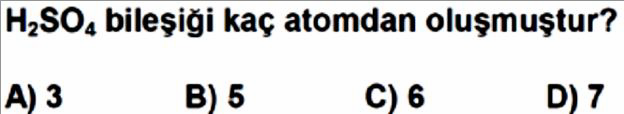 H₂SO₄ bileşiği kaç atomdan oluşmuştur?
A) 3 B) 5 C) 6 D) 7